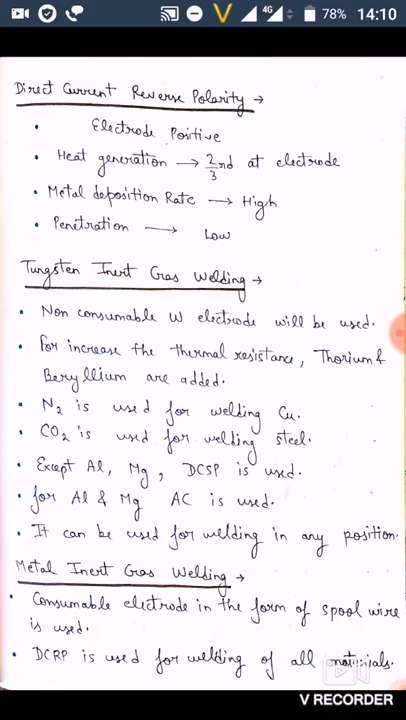 4G 78% 14:10
Direct Current Reverse Polarity →
• Electrode Positive
• Heat generation → 2/3rd at electrode
• Metal deposition Rate → High
• Penetration → Low
Tungsten Inert Gas Welding →
• Non consumable W electrode will be used.
• For increase the thermal resistance, Thorium &
Beryllium are added.
• N2 is used for welding Cu.
• CO2 is used for welding steel.
• Except Al, Mg, DCSP is used.
• for Al & Mg AC is used.
• It can be used for welding in any position.
Metal Inert Gas Welding →
• Consumable electrode in the form of spool wire
is used.
• DCRP is used for welding of all materials.
V RECORDER